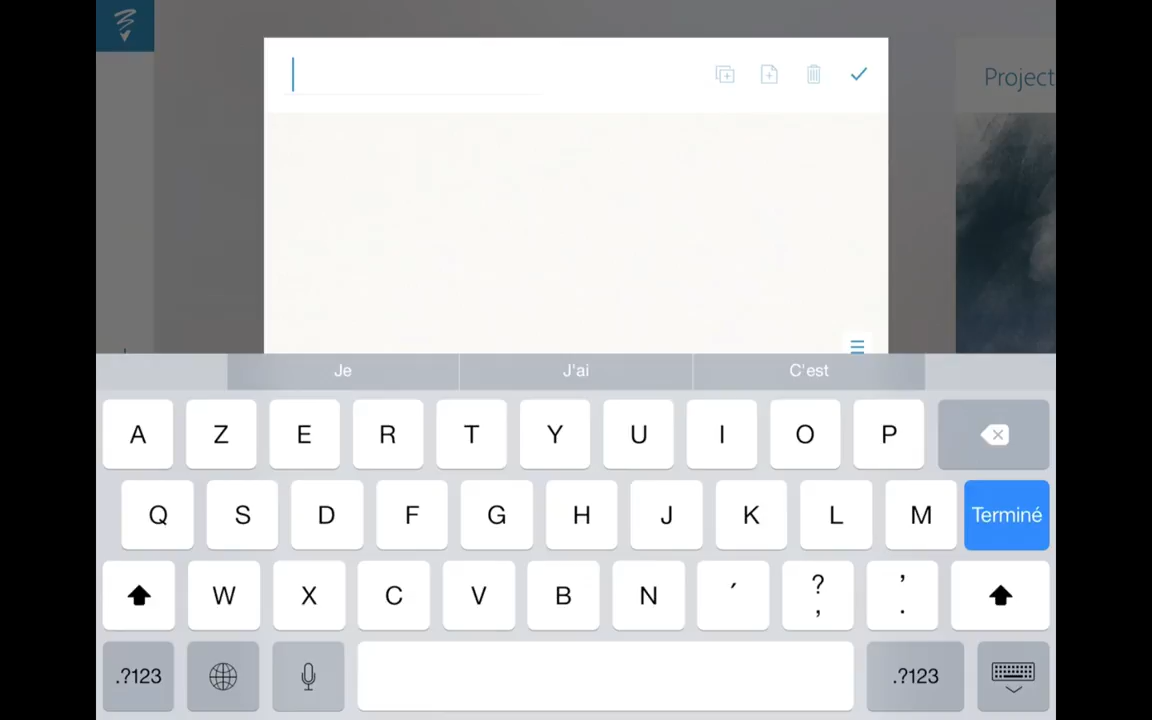 Project
Je J'ai C'est
A Z E R T Y U I O P
Q S D F G H J K L M Terminé
W X C V B N ´ ? , ' .
.?123 .?123